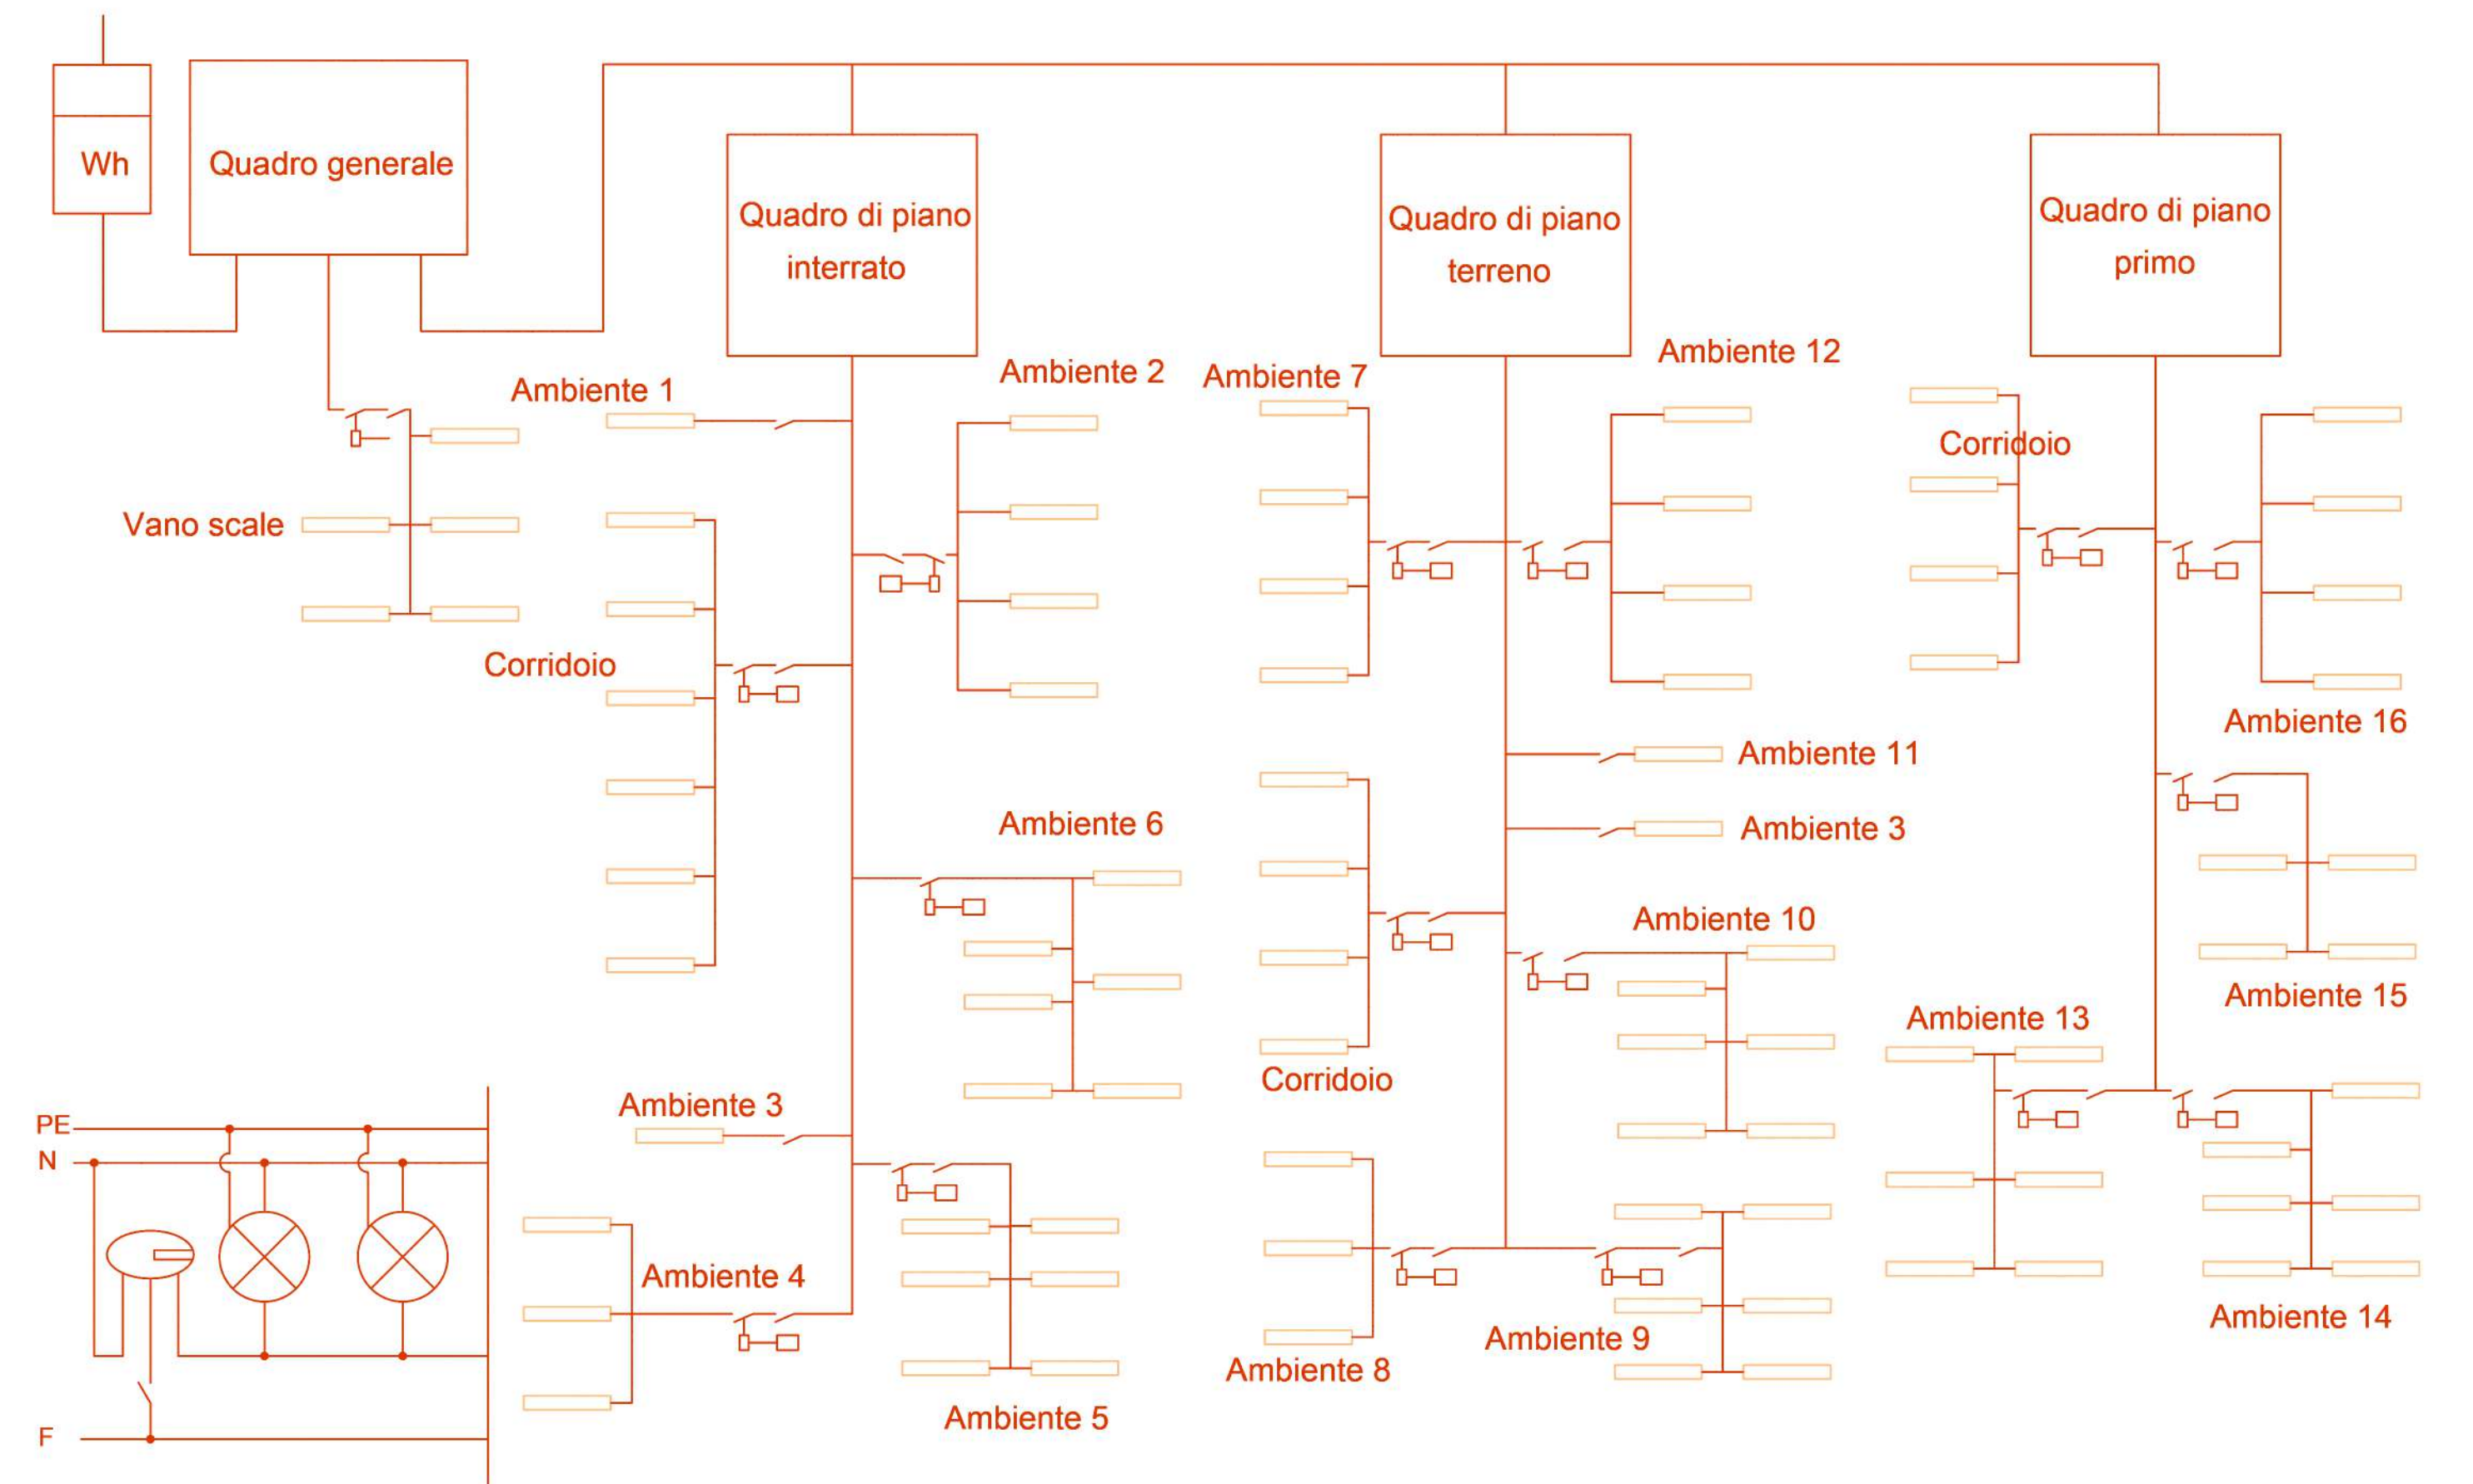 Wh
Quadro generale
Quadro di piano
interrato
Quadro di piano
terreno
Quadro di piano
primo
Ambiente 1
Ambiente 2
Ambiente 7
Ambiente 12
Corridoio
Vano scale
Corridoio
Ambiente 16
Ambiente 11
Ambiente 6
Ambiente 3
Ambiente 10
Ambiente 15
Ambiente 13
Corridoio
Ambiente 3
PE
N
Ambiente 4
Ambiente 14
Ambiente 9
Ambiente 8
Ambiente 5
F